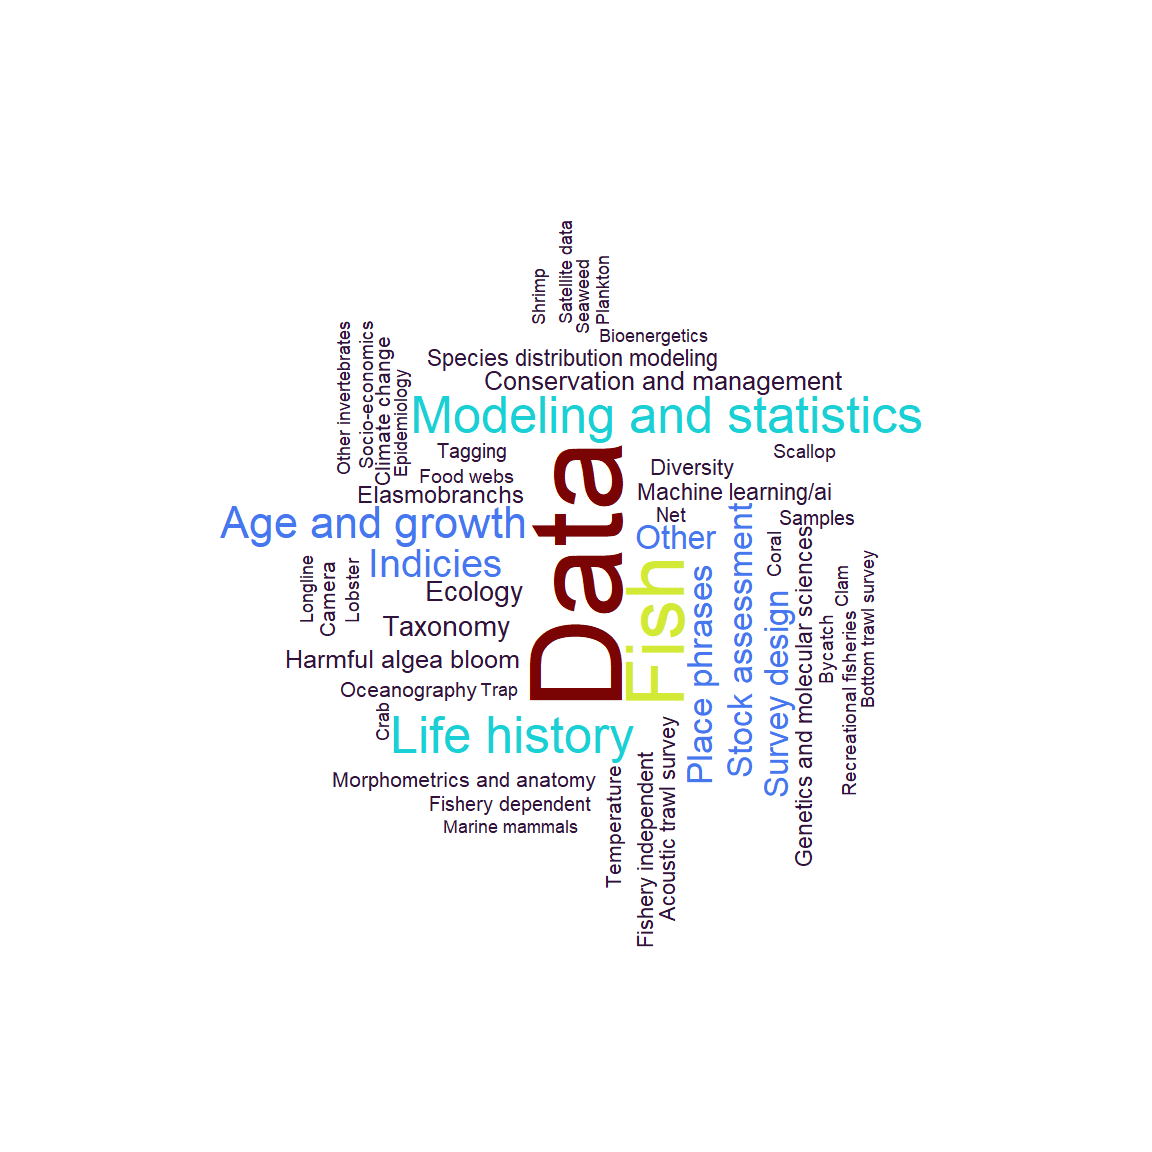 Shrimp
Satellite data
Seaweed
Plankton
Bioenergetics
Other invertebrates
Socio-economics
Climate change
Epidemiology
Species distribution modeling
Conservation and management
Modeling and statistics
Tagging
Scallop
Food webs
Diversity
Elasmobranchs
Machine learning/ai
Data
Net
Samples
Age and growth
Other
Indicies
Longline
Camera
Lobster
Ecology
Taxonomy
Harmful algea bloom
Oceanography
Trap
Fish
Place phrases
Stock assessment
Survey design
Coral
Genetics and molecular sciences
Bycatch
Clam
Recreational fisheries
Bottom trawl survey
Crab
Life history
Morphometrics and anatomy
Fishery dependent
Marine mammals
Temperature
Fishery independent
Acoustic trawl survey